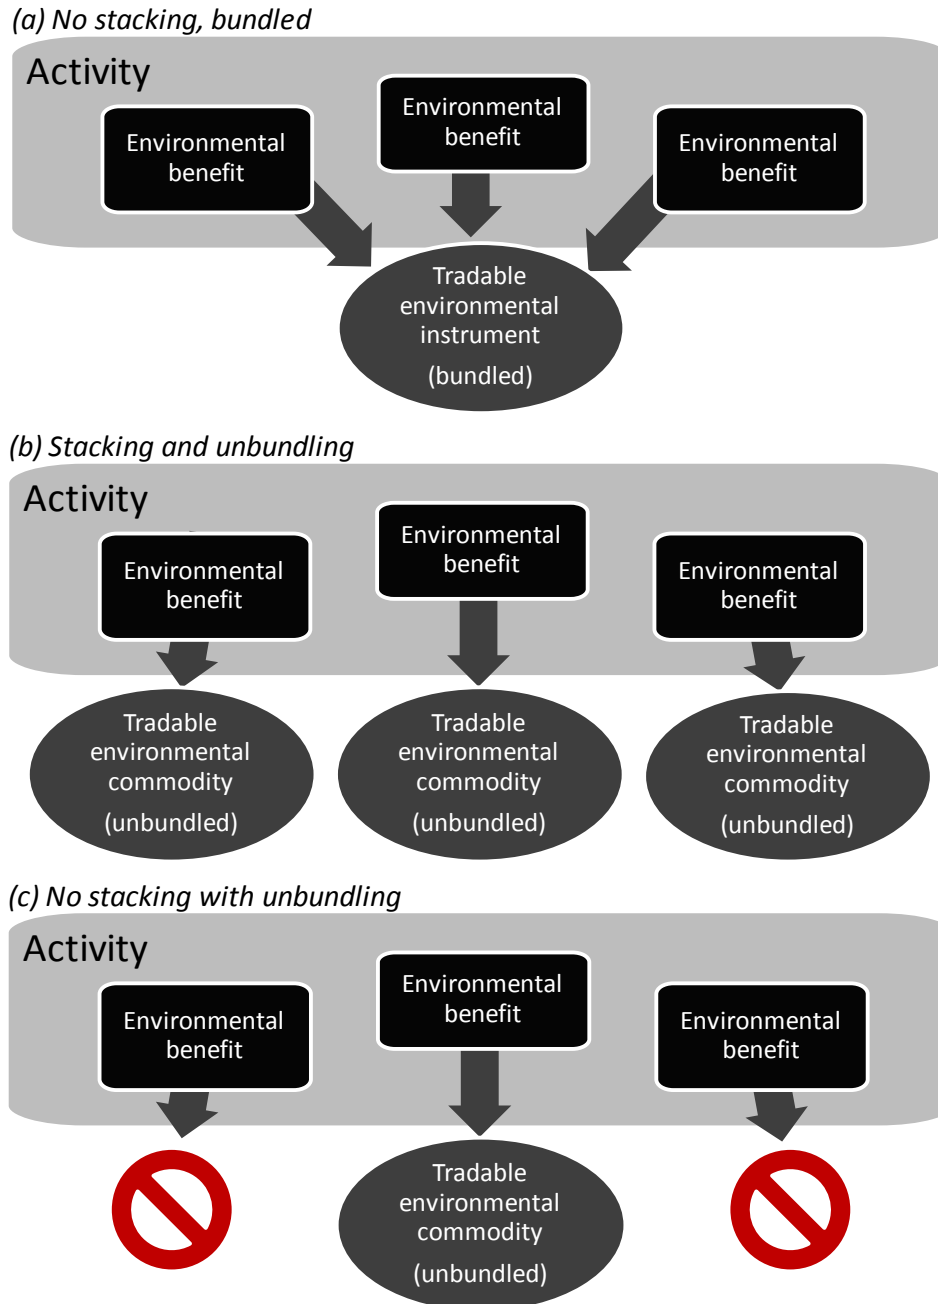 (a) No stacking, bundled
Activity
Environmental
benefit
Environmental
benefit
Environmental
benefit
Tradable
environmental
instrument
(bundled)
(b) Stacking and unbundling
Activity
Environmental
benefit
Environmental
benefit
Environmental
benefit
Tradable
environmental
commodity
(unbundled)
Tradable
environmental
commodity
(unbundled)
Tradable
environmental
commodity
(unbundled)
(c) No stacking with unbundling
Activity
Environmental
benefit
Environmental
benefit
Environmental
benefit
Tradable
environmental
commodity
(unbundled)